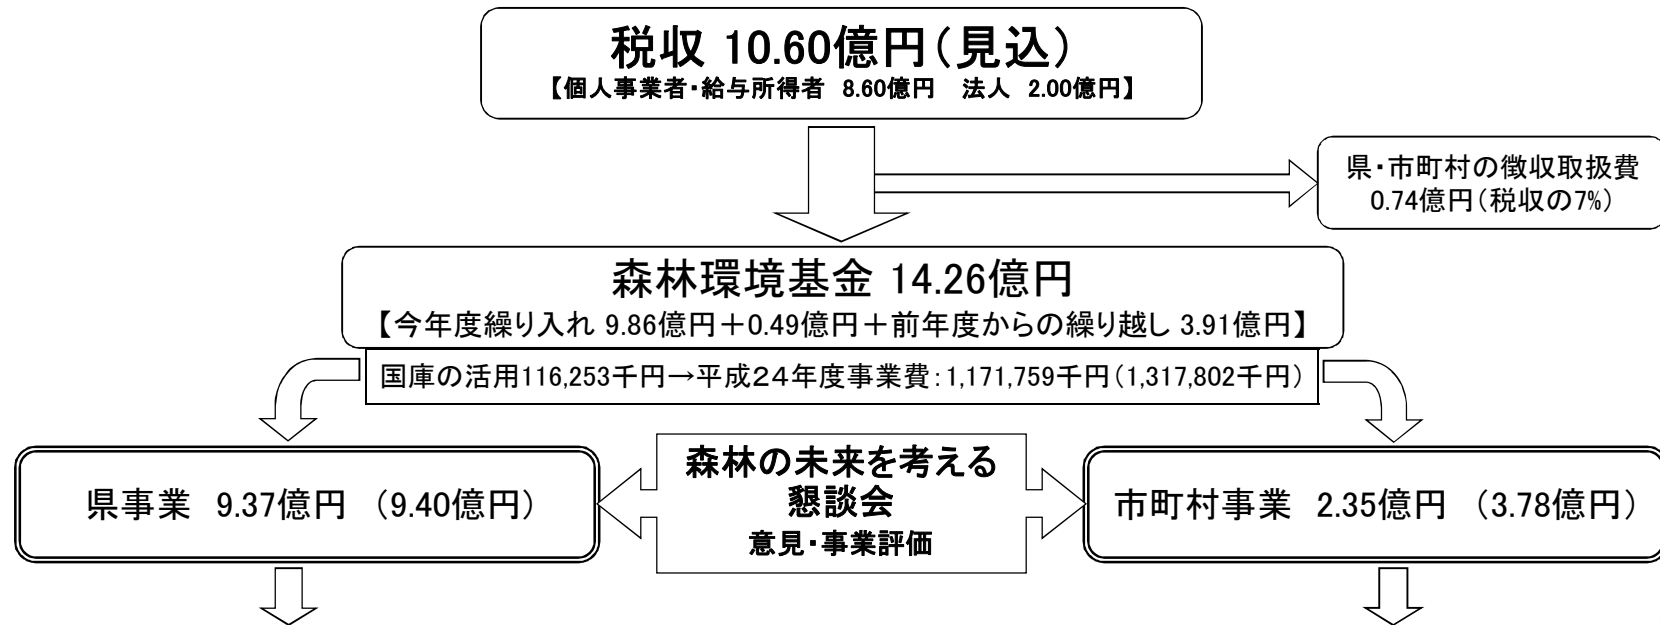 税収 10.60億円（見込）
【個人事業者・給与所得者 8.60億円　法人 2.00億円】
県・市町村の徴収取扱費
0.74億円（税収の7%）
森林環境基金 14.26億円
【今年度繰り入れ 9.86億円＋0.49億円＋前年度からの繰り越し 3.91億円】
国庫の活用116,253千円→平成２４年度事業費：1,171,759千円（1,317,802千円）
県事業 9.37億円 （9.40億円）
森林の未来を考える
懇談会
意見・事業評価
市町村事業 2.35億円 （3.78億円）